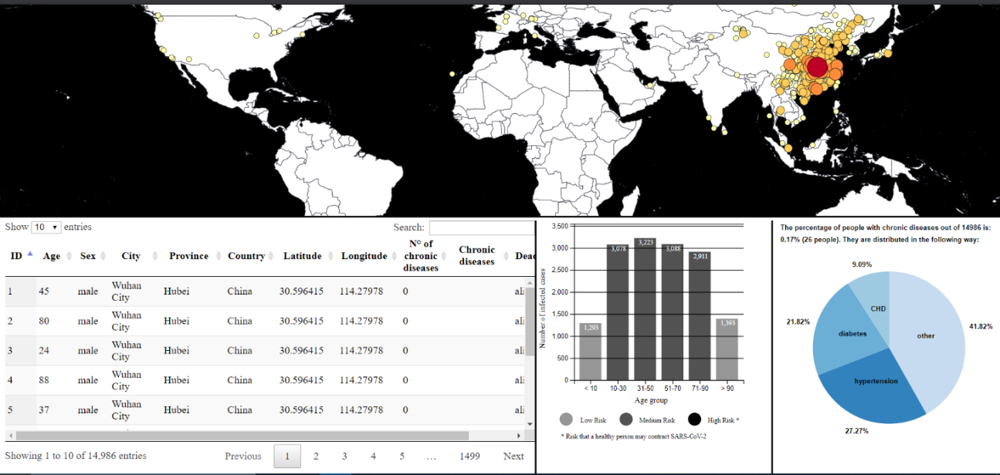 Show 10 entries
Search:
ID Age Sex City Province Country Latitude Longitude N° of chronic diseases Chronic diseases
1 45 male Wuhan City Hubei China 30.596415 114.27978 0 ali
2 80 male Wuhan City Hubei China 30.596415 114.27978 0 ali
3 24 male Wuhan City Hubei China 30.596415 114.27978 0 ali
4 88 male Wuhan City Hubei China 30.596415 114.27978 0 ali
5 37 male Wuhan City Hubei China 30.596415 114.27978 0 ali
Showing 1 to 10 of 14,986 entries
Previous 1 2 3 4 5 … 1499 Next
Number of infected cases
3,500
3,000
2,500
2,000
1,500
1,000
500
0
1,293
3,078
3,223
3,088
2,911
1,393
< 10 10-30 31-50 51-70 71-90 > 90
Age group
Low Risk Medium Risk High Risk *
* Risk that a healthy person may contract SARS-CoV-2
The percentage of people with chronic diseases out of 14986 is:
0.17% (26 people). They are distributed in the following way:
9.09%
CHD
21.82%
diabetes
other
41.82%
hypertension
27.27%